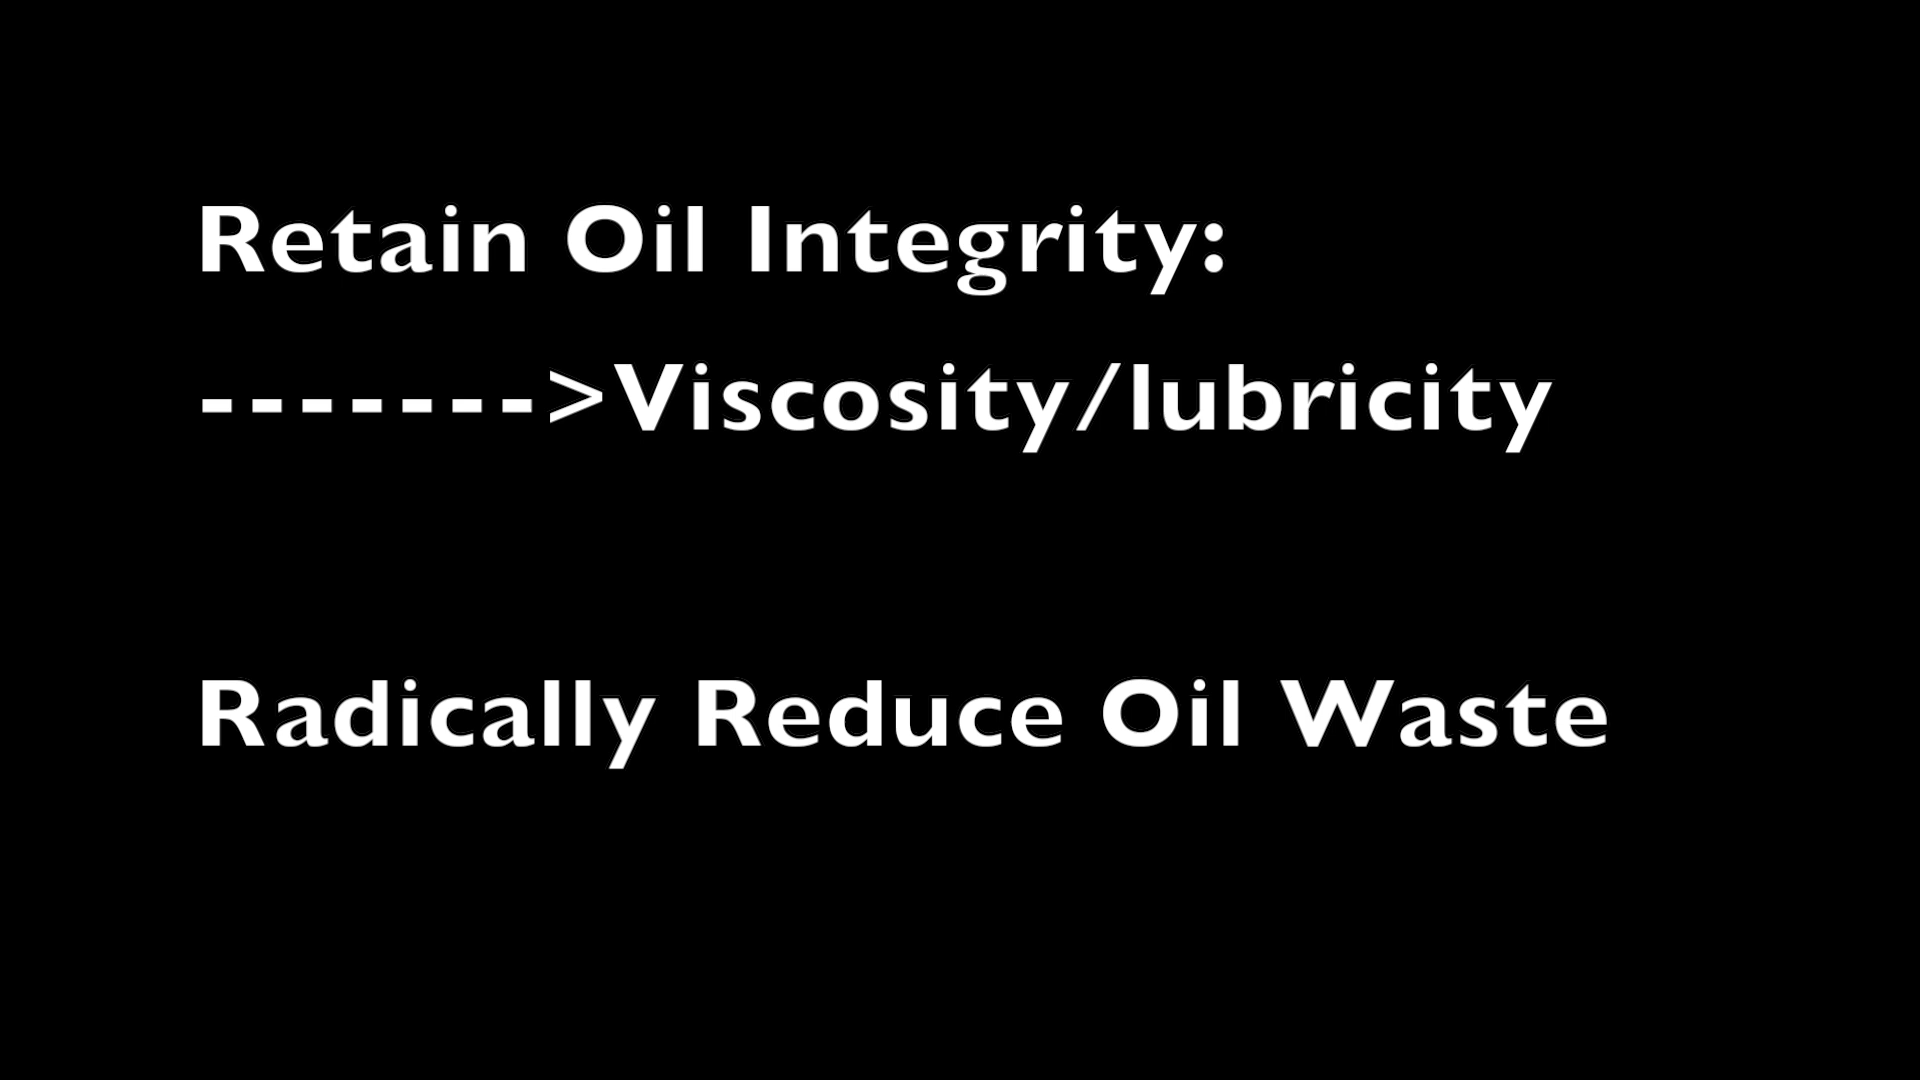 Retain Oil Integrity:
------->Viscosity/lubricity
Radically Reduce Oil Waste